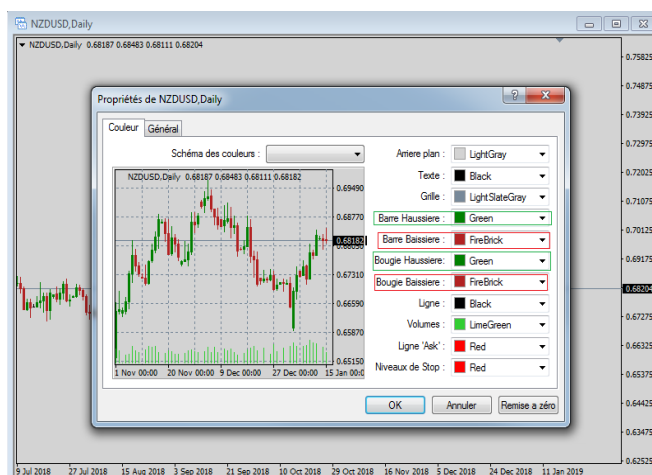 NZDUSD,Daily
NZDUSD,Daily 0.68187 0.68483 0.68111 0.68204
0.75825
0.74875
0.73925
0.72975
0.72025
0.71075
0.70125
0.69175
0.68204
0.67275
0.66325
0.65375
0.64425
0.63475
0.62525
Propriétés de NZDUSD,Daily
?
Couleur Général
Schéma des couleurs :
NZDUSD,Daily 0.68187 0.68483 0.68111 0.68182
0.69490
0.68770
0.68182
0.67310
0.66590
0.65870
0.65150
1 Nov 00:00 20 Nov 00:00 9 Dec 00:00 27 Dec 00:00 15 Jan 00:0
Arriere plan : LightGray
Texte : Black
Grille : LightSlateGray
Barre Haussiere : Green
Barre Baissiere : FireBrick
Bougie Haussiere: Green
Bougie Baissiere : FireBrick
Ligne : Black
Volumes : LimeGreen
Ligne 'Ask' : Red
Niveaux de Stop : Red
OK Annuler Remise a zéro
9 Jul 2018 27 Jul 2018 15 Aug 2018 3 Sep 2018 21 Sep 2018 10 Oct 2018 29 Oct 2018 16 Nov 2018 5 Dec 2018 24 Dec 2018 11 Jan 2019